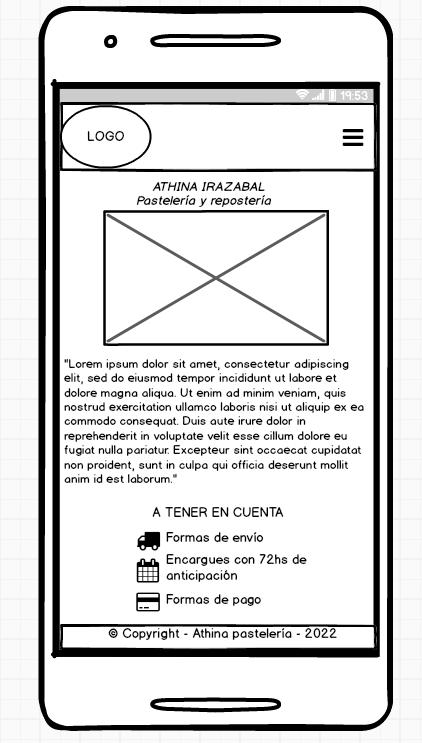 19:53
LOGO
ATHINA IRAZABAL
Pastelería y repostería
"Lorem ipsum dolor sit amet, consectetur adipiscing
elit, sed do eiusmod tempor incididunt ut labore et
dolore magna aliqua. Ut enim ad minim veniam, quis
nostrud exercitation ullamco laboris nisi ut aliquip ex ea
commodo consequat. Duis aute irure dolor in
reprehenderit in voluptate velit esse cillum dolore eu
fugiat nulla pariatur. Excepteur sint occaecat cupidatat
non proident, sunt in culpa qui officia deserunt mollit
anim id est laborum."
A TENER EN CUENTA
Formas de envío
Encargues con 72hs de
anticipación
Formas de pago
© Copyright - Athina pastelería - 2022